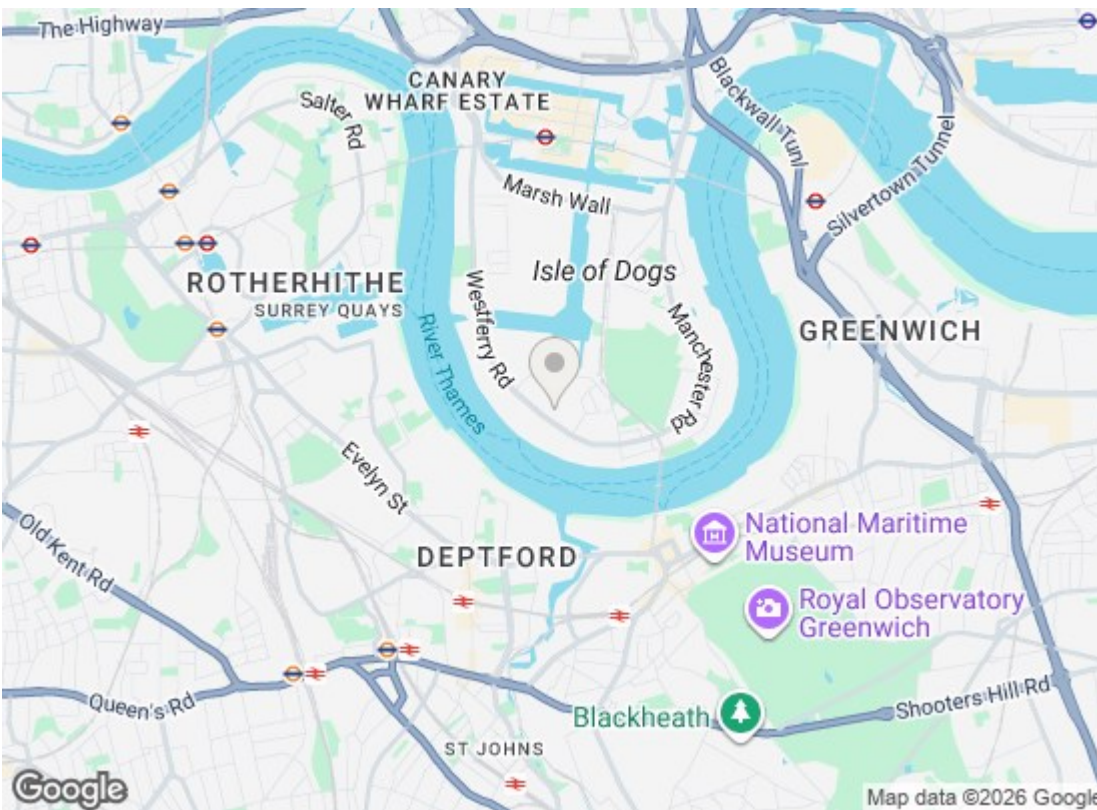 The Highway
CANARY
WHARF ESTATE
Salter Rd
Blackwall Tunl
Silvertown Tunnel
Marsh Wall
Isle of Dogs
ROTHERHITHE
SURREY QUAYS
River Thames
Westferry Rd
Manchester Rd
GREENWICH
Evelyn St
Old Kent Rd
DEPTFORD
National Maritime
Museum
Royal Observatory
Greenwich
Queen's Rd
Blackheath
Shooters Hill Rd
ST JOHNS
Google
Map data ©2026 Google